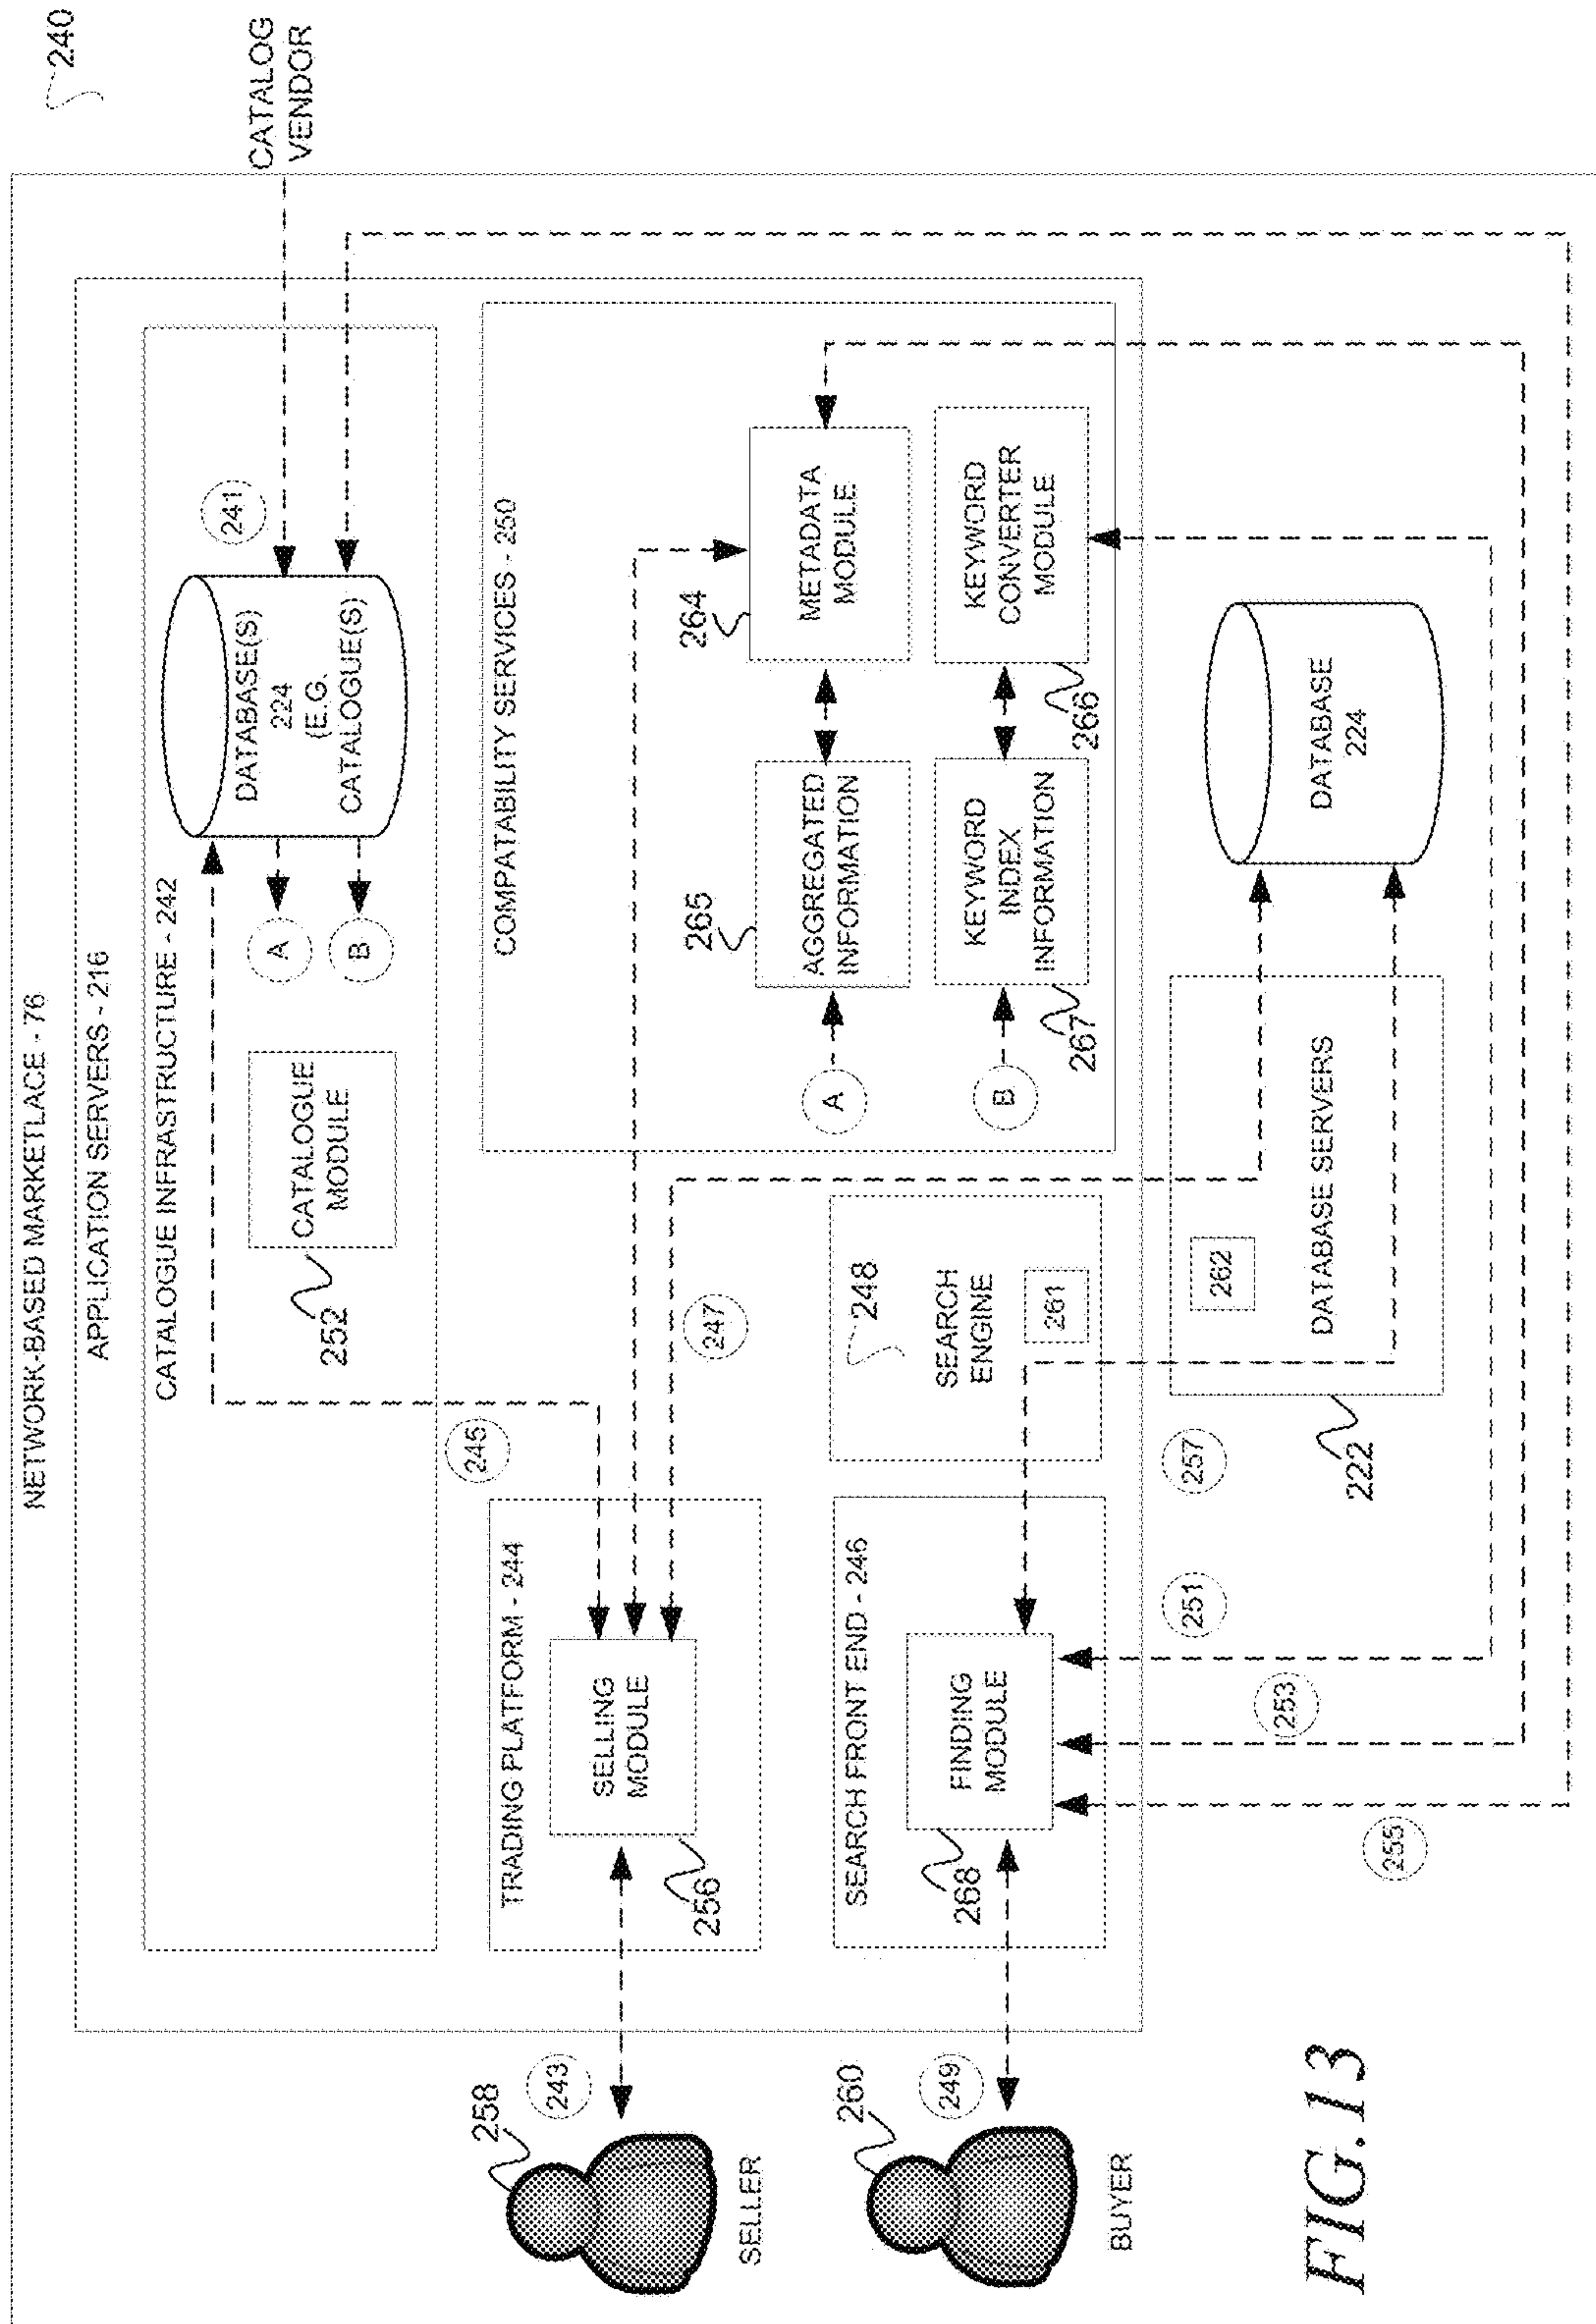 NETWORK-BASED MARKETLACE - 76
240
APPLICATION SERVERS - 216
CATALOG
VENDOR
CATALOGUE INFRASTRUCTURE - 242
241
DATABASE(S)
224
(E.G.
CATALOGUE(S)
A
B
CATALOGUE
MODULE
252
245
TRADING PLATFORM - 244
SELLING
MODULE
256
258
243
SELLER
COMPATABILITY SERVICES - 250
264
METADATA
MODULE
265
AGGREGATED
INFORMATION
A
KEYWORD
CONVERTER
MODULE
266
KEYWORD
INDEX
INFORMATION
267
B
247
248
SEARCH
ENGINE
261
SEARCH FRONT END - 246
FINDING
MODULE
268
260
249
BUYER
DATABASE
224
262
DATABASE SERVERS
222
257
251
253
255
FIG.13